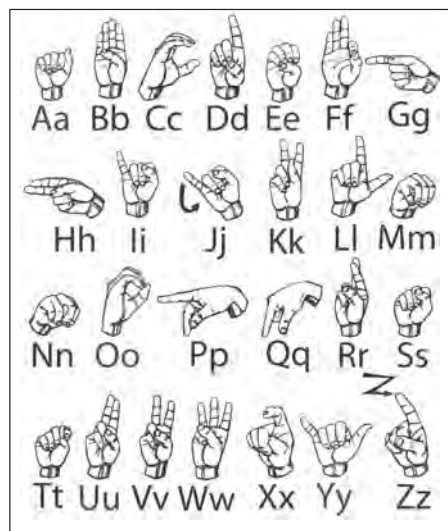 Aa Bb Cc Dd Ee Ff Gg
Hh Ii Jj Kk Ll Mm
Nn Oo Pp Qq Rr Ss
Tt Uu Vv Ww Xx Yy Zz